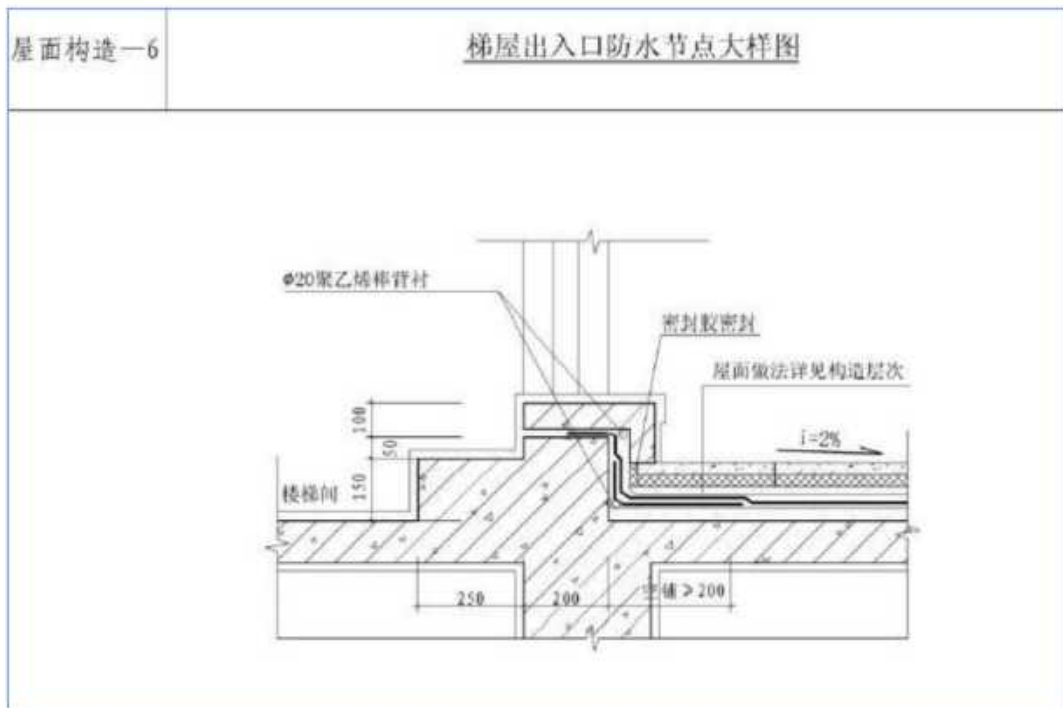 屋面构造—6
梯屋出入口防水节点大样图
Φ20聚乙烯棒背衬
密封胶密封
屋面做法详见构造层次
i=2%
100
50
150
楼梯间
250
200
空铺≥200